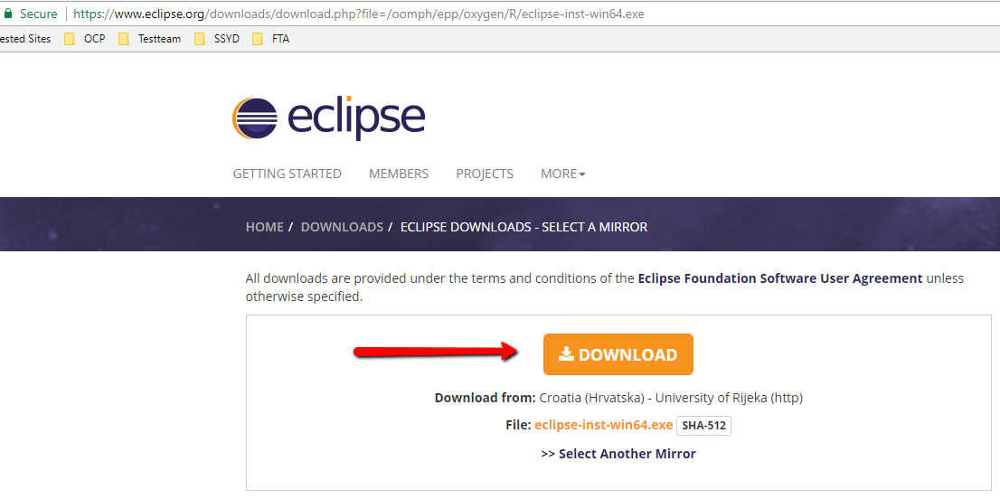 Secure https://www.eclipse.org/downloads/download.php?file=/oomph/epp/oxygen/R/eclipse-inst-win64.exe
ested Sites OCP Testteam SSYD FTA
eclipse
GETTING STARTED MEMBERS PROJECTS MORE
HOME / DOWNLOADS / ECLIPSE DOWNLOADS - SELECT A MIRROR
All downloads are provided under the terms and conditions of the Eclipse Foundation Software User Agreement unless
otherwise specified.
DOWNLOAD
Download from: Croatia (Hrvatska) - University of Rijeka (http)
File: eclipse-inst-win64.exe SHA-512
>> Select Another Mirror